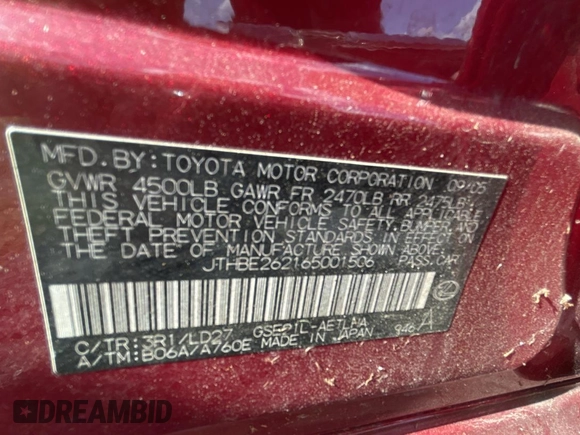 MFD. BY: TOYOTA MOTOR CORPORATION 09/05
GVWR 4500LB GAWR FR 2470LB RR 2475LB
THIS VEHICLE CONFORMS TO ALL APPLICABLE
FEDERAL MOTOR VEHICLE SAFETY, BUMPER, AND
THEFT PREVENTION STANDARDS IN EFFECT ON
THE DATE OF MANUFACTURE SHOWN ABOVE.
JTHBE262165001506 PASS.CAR
C/TR: 3R1/LD27 A
A/TM: B06A/A760E MADE IN JAPAN 946
DREAMBID